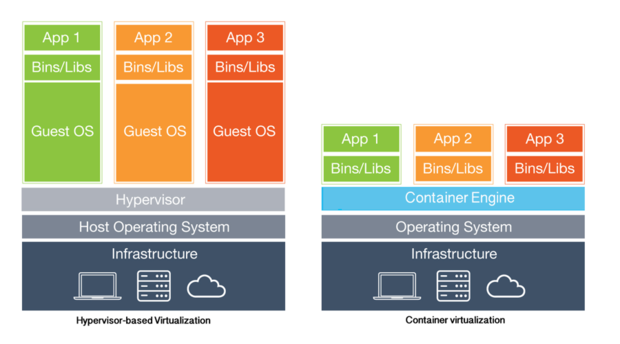 App 1
App 2
App 3
Bins/Libs
Bins/Libs
Bins/Libs
Guest OS
Guest OS
Guest OS
Hypervisor
Host Operating System
Infrastructure
Hypervisor-based Virtualization
App 1
App 2
App 3
Bins/Libs
Bins/Libs
Bins/Libs
Container Engine
Operating System
Infrastructure
Container virtualization